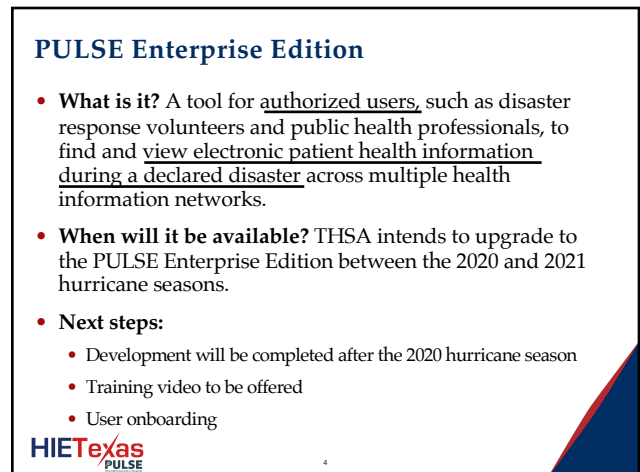 PULSE Enterprise Edition
• What is it? A tool for authorized users, such as disaster
response volunteers and public health professionals, to
find and view electronic patient health information
during a declared disaster across multiple health
information networks.
• When will it be available? THSA intends to upgrade to
the PULSE Enterprise Edition between the 2020 and 2021
hurricane seasons.
• Next steps:
• Development will be completed after the 2020 hurricane season
• Training video to be offered
• User onboarding
HIETexas
PULSE
4